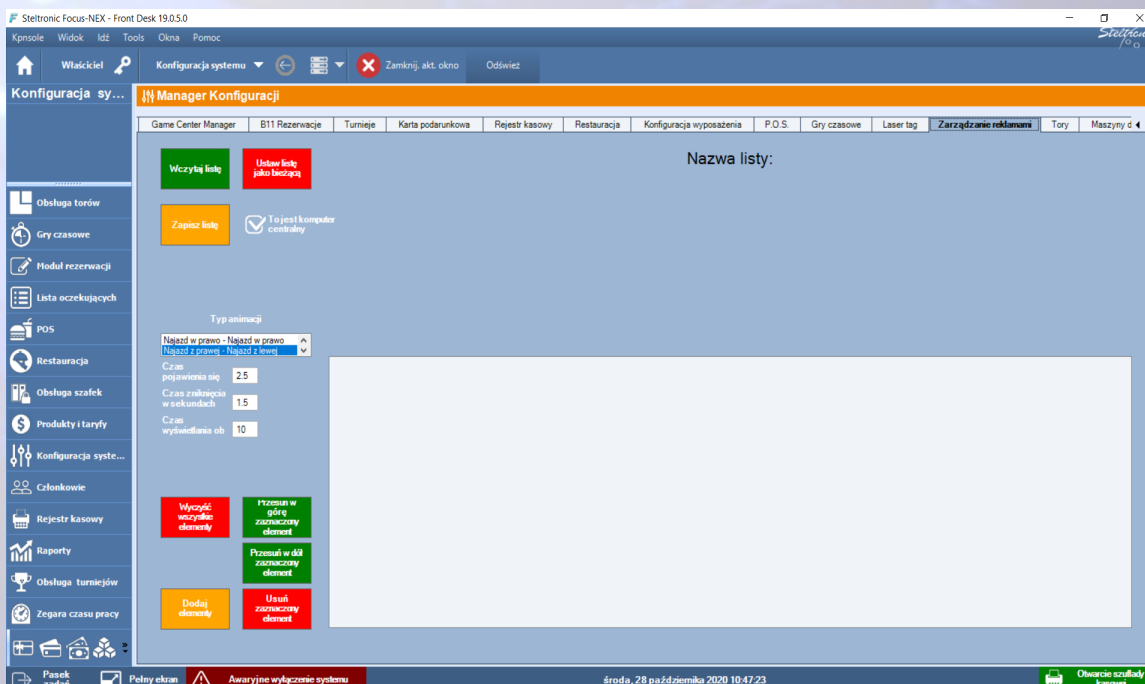 Steltronic Focus-NEX - Front Desk 19.0.5.0
Kpnsole Widok Idź Tools Okna Pomoc
Steltronic
Właściciel Konfiguracja systemu Zamknij. akt. okno Odśwież
Konfiguracja sy...
Manager Konfiguracji
Game Center Manager B11 Rezerwacje Turnieje Karta podarunkowa Rejestr kasowy Restauracja Konfiguracja wyposażenia P.O.S. Gry czasowe Laser tag Zarządzanie reklamami Tory Maszyny d
Wczytaj listę
Ustaw listę
jako bieżącą
Nazwa listy:
Zapisz listę
To jest komputer
centralny
Obsługa torów
Gry czasowe
Moduł rezerwacji
Lista oczekujących
POS
Restauracja
Obsługa szafek
Produkty i taryfy
Konfiguracja syste...
Członkowie
Rejestr kasowy
Raporty
Obsługa turniejów
Zegara czasu pracy
Typ animacji
Najazd w prawo - Najazd w prawo
Najazd z prawej - Najazd z lewej
Czas
pojawienia się 2.5
Czas zniknięcia
w sekundach 1.5
Czas
wyświetlania ob 10
Wyczyść
wszystkie
elementy
Przesuń w
górę
zaznaczony
element
Przesuń w dół
zaznaczony
element
Dodaj
elementy
Usuń
zaznaczony
element
Pasek
zadań
Pełny ekran
Awaryjne wyłączenie systemu
środa, 28 października 2020 10:47:23
Otwarcie szuflady
kasowej